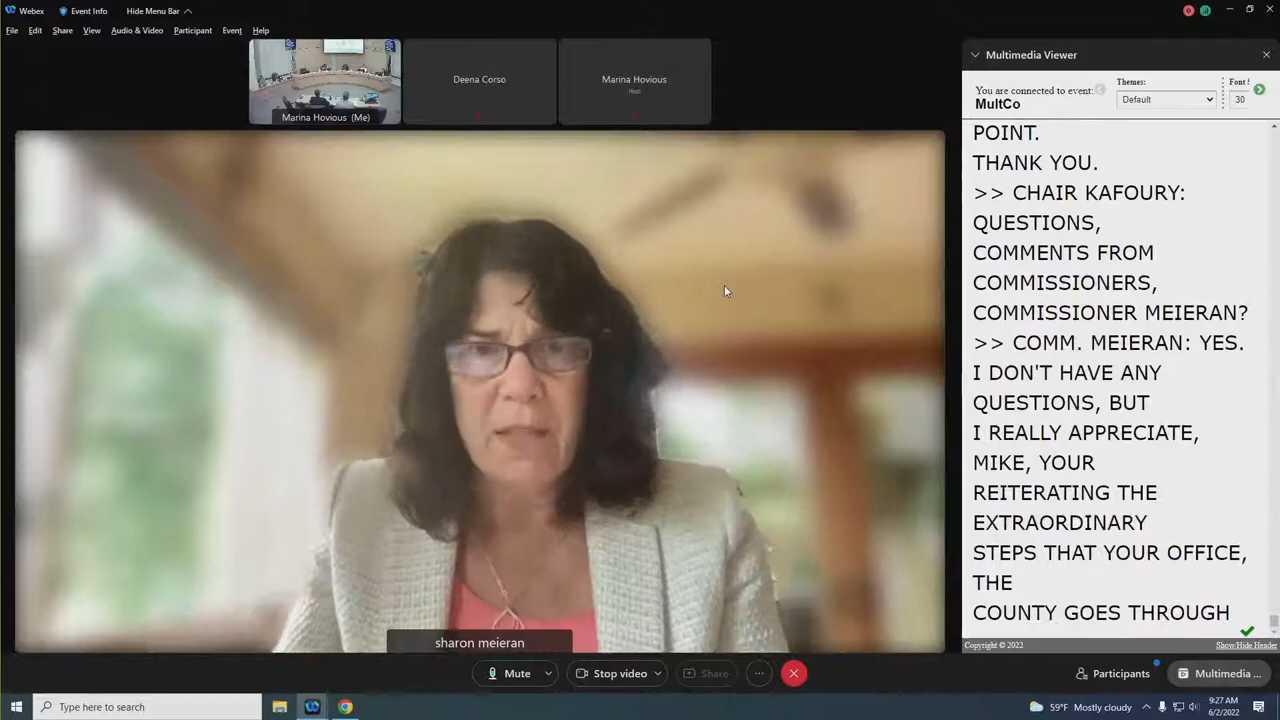 Webex
Event Info
Hide Menu Bar
File Edit Share View Audio & Video Participant Event Help
Marina Hovious (Me)
Deena Corso
Marina Hovious
Host
Multimedia Viewer
You are connected to event:
MultCo
Themes:
Default
Font S
30
POINT.
THANK YOU.
>> CHAIR KAFOURY:
QUESTIONS,
COMMENTS FROM
COMMISSIONERS,
COMMISSIONER MEIERAN?
>> COMM. MEIERAN: YES.
I DON'T HAVE ANY
QUESTIONS, BUT
I REALLY APPRECIATE,
MIKE, YOUR
REITERATING THE
EXTRAORDINARY
STEPS THAT YOUR OFFICE,
THE
COUNTY GOES THROUGH
Copyright © 2022
Show/Hide Header
sharon meieran
Mute
Stop video
Share
Participants
Multimedia ...
Type here to search
59°F Mostly cloudy
9:27 AM
6/2/2022